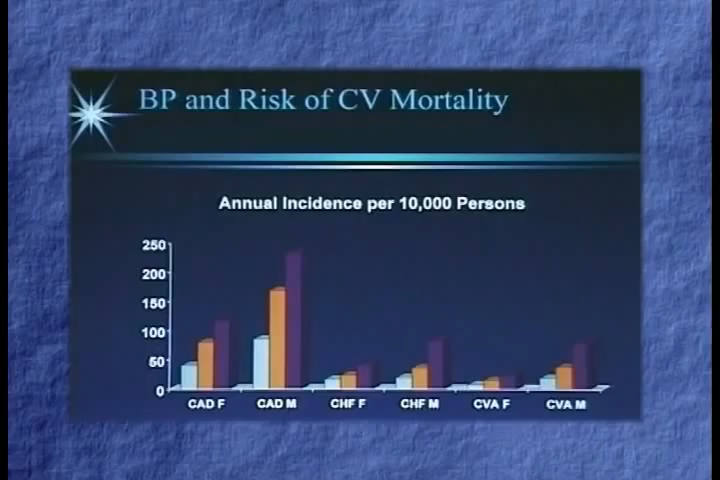 BP and Risk of CV Mortality
Annual Incidence per 10,000 Persons
250
200
150
100
50
0
CAD F CAD M CHF F CHF M CVA F CVA M